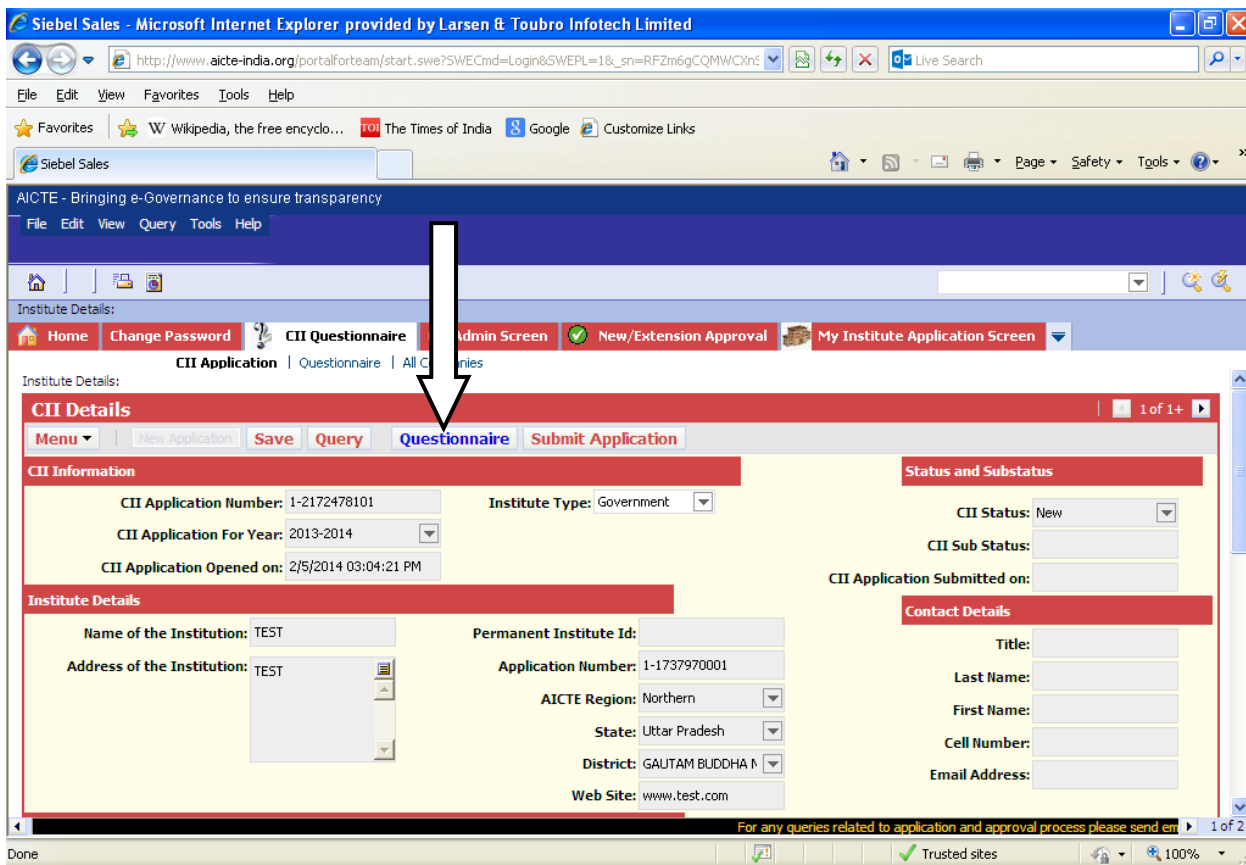 Siebel Sales - Microsoft Internet Explorer provided by Larsen & Toubro Infotech Limited
http://www.aicte-india.org/portalforteam/start.swe?SWECmd=Login&SWEPL=1&_sn=RFZm6gCQMWCXnS
Live Search
File Edit View Favorites Tools Help
Favorites W Wikipedia, the free encyclo... TOI The Times of India 8 Google Customize Links
Siebel Sales Page Safety Tools
AICTE - Bringing e-Governance to ensure transparency
File Edit View Query Tools Help
Institute Details:
Home Change Password CII Questionnaire Admin Screen New/Extension Approval My Institute Application Screen
CII Application | Questionnaire | All
Institute Details:
CII Details 1 of 1+
Menu New Application Save Query Questionnaire Submit Application
CII Information Status and Substatus
CII Application Number: 1-2172478101 Institute Type: Government CII Status: New
CII Application For Year: 2013-2014 CII Sub Status:
CII Application Opened on: 2/5/2014 03:04:21 PM CII Application Submitted on:
Institute Details Contact Details
Name of the Institution: TEST Permanent Institute Id: Title:
Address of the Institution: TEST Application Number: 1-1737970001 Last Name:
AICTE Region: Northern First Name:
State: Uttar Pradesh Cell Number:
District: GAUTAM BUDDHA Email Address:
Web Site: www.test.com
For any queries related to application and approval process please send em 1 of 2
Done Trusted sites 100%